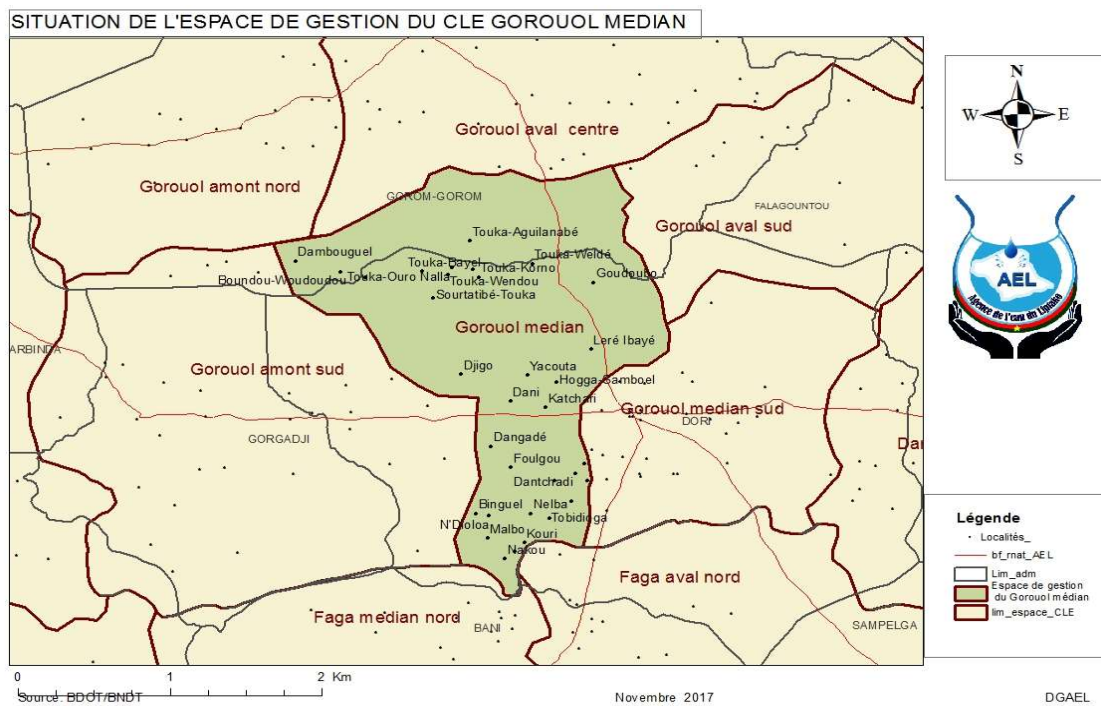 SITUATION DE L'ESPACE DE GESTION DU CLE GOROUOL MEDIAN
N
W
E
S
Gorouol aval centre
Gorouol amont nord
GOROM-GOROM
FALAGOUNTOU
Gorouol aval sud
Touka-Aguilanabé
Dambouguel
Touka-Weldé
Touka-Bayel
Touka-Korno
Boundou-Woudoudou
Touka-Ouro Nalla
Touka-Wendou
Goudoubo
Sourtatibé-Touka
AEL
Agence de l'eau du Liptako
Gorouol median
ARBINDA
Leré Ibayé
Gorouol amont sud
Djigo
Yacouta
Hogga-Samboel
Dani
Katchari
Gorouol median sud
DORI
GORGADJI
Dangadé
Foulgou
Dantchadi
Binguel
Nelba
N'Dioloa
Malbo
Kouri
Nakou
Faga aval nord
Faga median nord
BANI
SAMPELGA
Légende
Localités_
bf_rnat_AEL
Lim_adm
Espace de gestion
du Gorouol médian
lim_espace_CLE
0 1 2 Km
Source: BDOT/BNDT
Novembre 2017
DGAEL